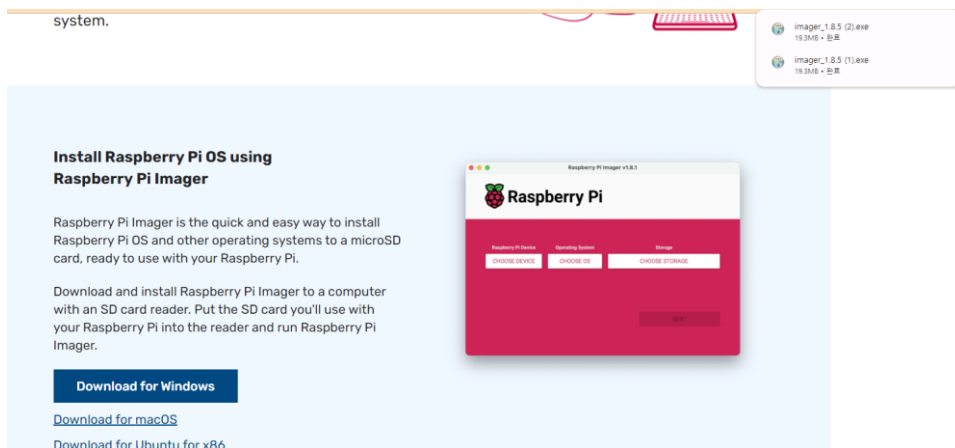 system.
imager_1.8.5 (2).exe
19.3MB • 완료
imager_1.8.5 (1).exe
19.3MB • 완료
Install Raspberry Pi OS using
Raspberry Pi Imager
Raspberry Pi Imager is the quick and easy way to install
Raspberry Pi OS and other operating systems to a microSD
card, ready to use with your Raspberry Pi.
Download and install Raspberry Pi Imager to a computer
with an SD card reader. Put the SD card you'll use with
your Raspberry Pi into the reader and run Raspberry Pi
Imager.
Download for Windows
Download for macOS
Download for Ubuntu for x86
Raspberry Pi Imager v1.8.1
Raspberry Pi
Raspberry Pi Device Operating System Storage
CHOOSE DEVICE CHOOSE OS CHOOSE STORAGE
NEXT